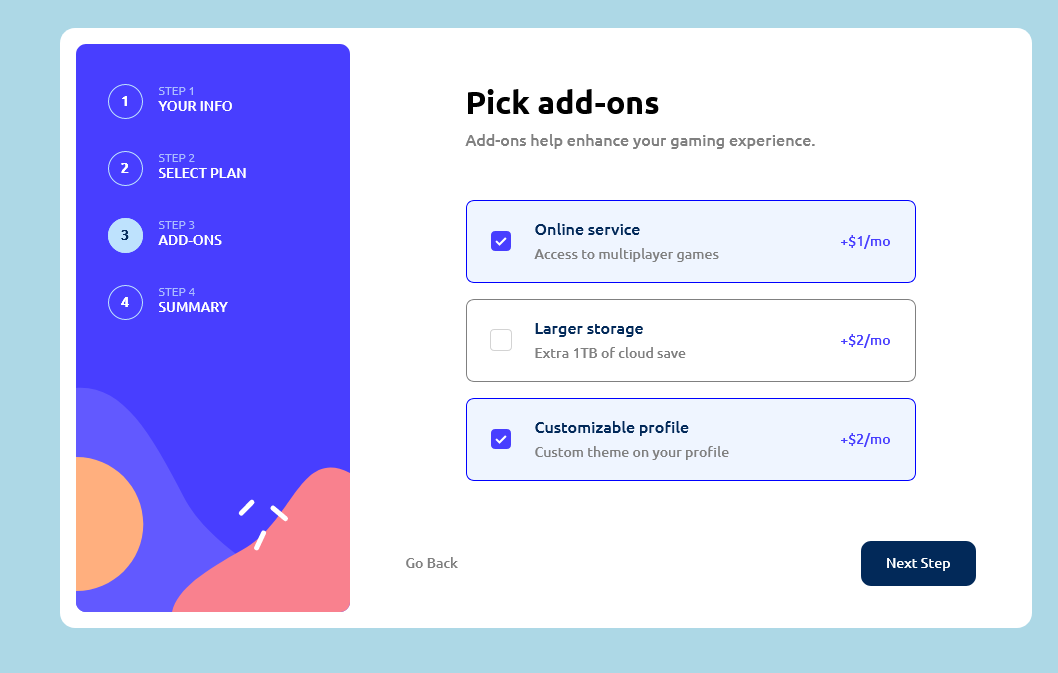 1
STEP 1
YOUR INFO
2
STEP 2
SELECT PLAN
3
STEP 3
ADD-ONS
4
STEP 4
SUMMARY
Pick add-ons
Add-ons help enhance your gaming experience.
Online service
Access to multiplayer games
+$1/mo
Larger storage
Extra 1TB of cloud save
+$2/mo
Customizable profile
Custom theme on your profile
+$2/mo
Go Back
Next Step